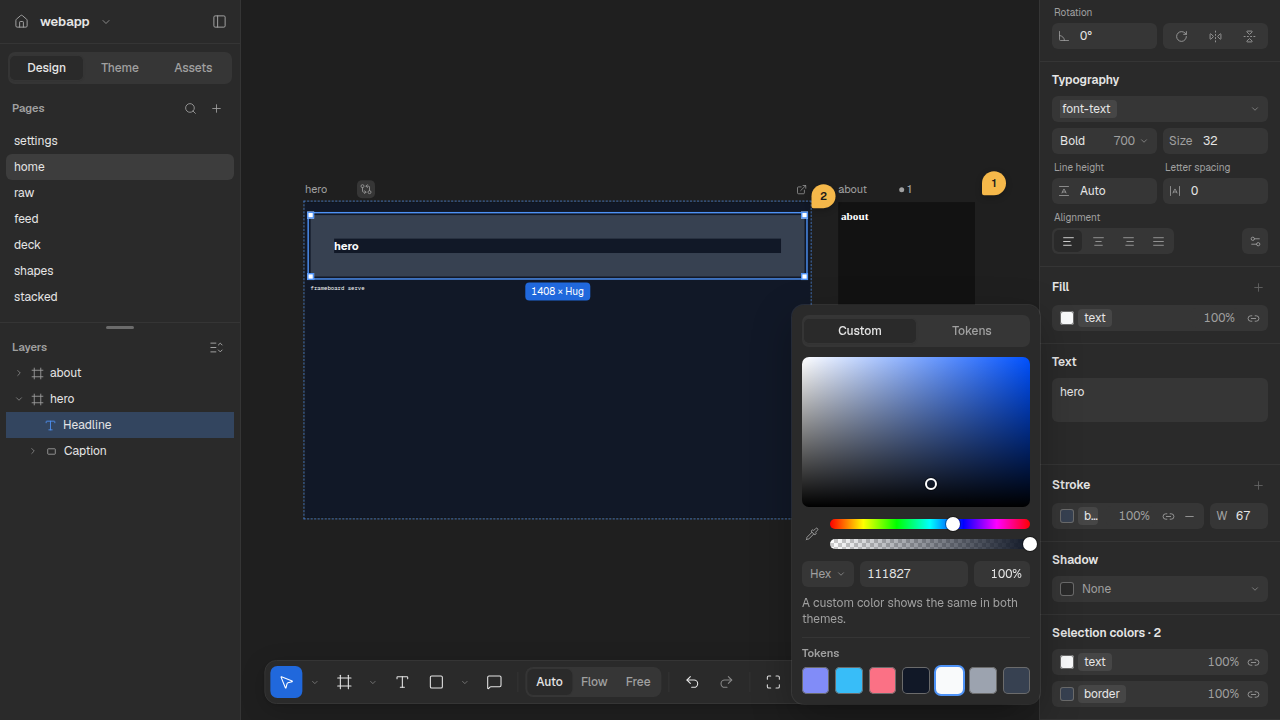 webapp
Design Theme Assets
Pages
settings
home
raw
feed
deck
shapes
stacked
Layers
about
hero
Headline
Caption
hero
2
about
1
1
hero
about
frameboard serve
1408 × Hug
Auto Flow Free
Custom Tokens
Hex 111827 100%
A custom color shows the same in both
themes.
Tokens
Rotation
0°
Typography
font-text
Bold 700 Size 32
Line height Letter spacing
Auto 0
Alignment
Fill
text 100%
Text
hero
Stroke
b... 100% W 67
Shadow
None
Selection colors · 2
text 100%
border 100%